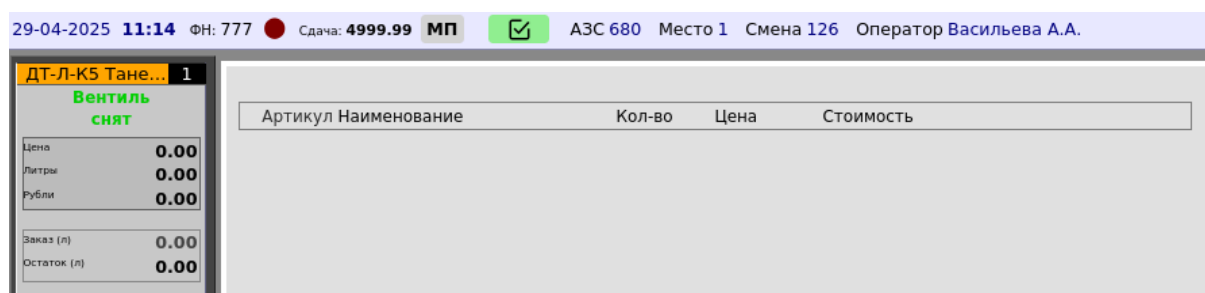 29-04-2025 11:14 ФН: 777 Сдача: 4999.99 МП АЗС 680 Место 1 Смена 126 Оператор Васильева А.А.
ДТ-Л-К5 Тане... 1
Вентиль
снят
Цена 0.00
Литры 0.00
Рубли 0.00
Заказ (л) 0.00
Остаток (л) 0.00
Артикул Наименование Кол-во Цена Стоимость